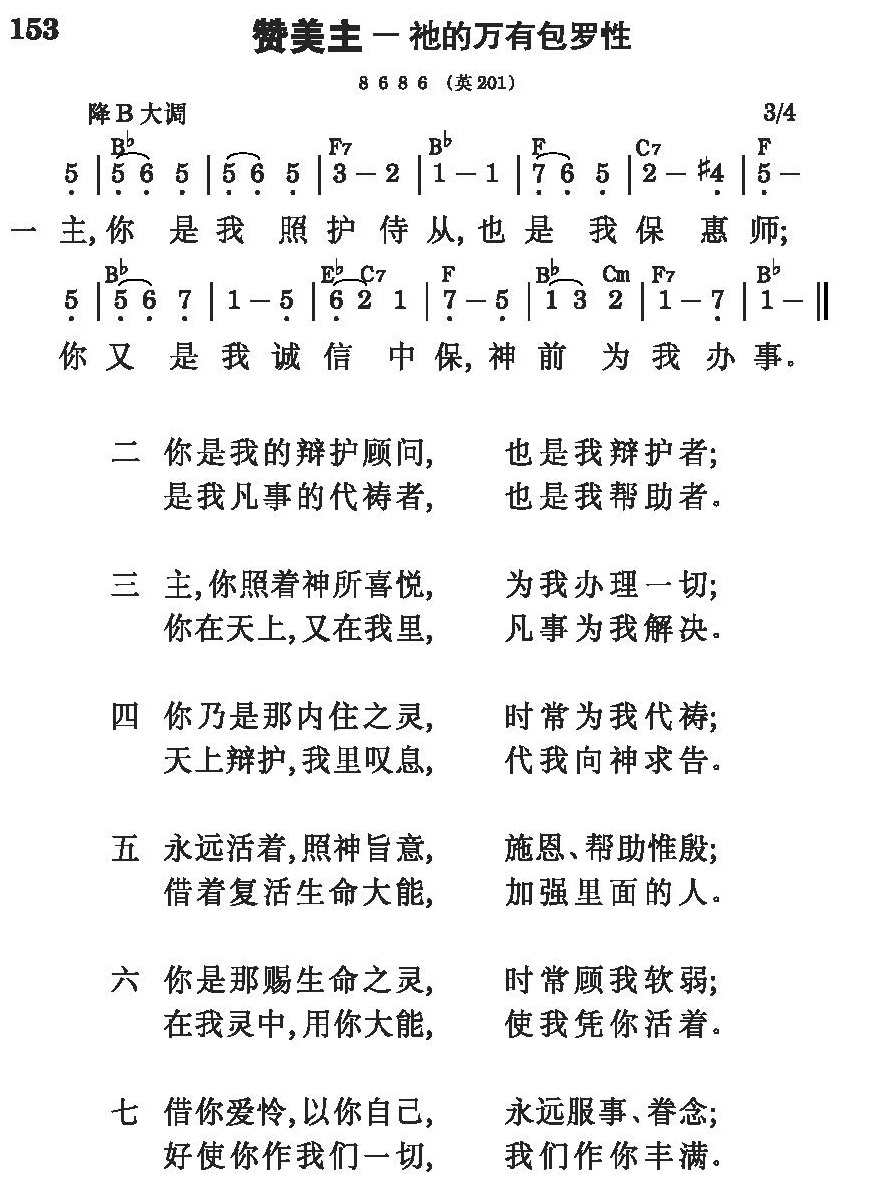 153
赞美主 — 祂的万有包罗性
8 6 8 6 (英201)
降B大调 3/4
B♭ F7 B♭ F C7 F
5 | 5 6 5 | 5 6 5 | 3 – 2 | 1 – 1 | 7 6 5 | 2 – #4 | 5 –
一 主,你 是我 照护侍从,也是 我保 惠师;
B♭ E♭ C7 F B♭ Cm F7 B♭
5 | 5 6 7 | 1 – 5 | 6 2 1 | 7 – 5 | 1 3 2 | 1 – 7 | 1 – ‖
你又 是我诚信 中保,神前 为我办事。
二 你是我的辩护顾问, 也是我辩护者;
是我凡事的代祷者, 也是我帮助者。
三 主,你照着神所喜悦, 为我办理一切;
你在天上,又在我里, 凡事为我解决。
四 你乃是那内住之灵, 时常为我代祷;
天上辩护,我里叹息, 代我向神求告。
五 永远活着,照神旨意, 施恩、帮助惟殷;
借着复活生命大能, 加强里面的人。
六 你是那赐生命之灵, 时常顾我软弱;
在我灵中,用你大能, 使我凭你活着。
七 借你爱怜,以你自己, 永远服事、眷念;
好使你作我们一切, 我们作你丰满。